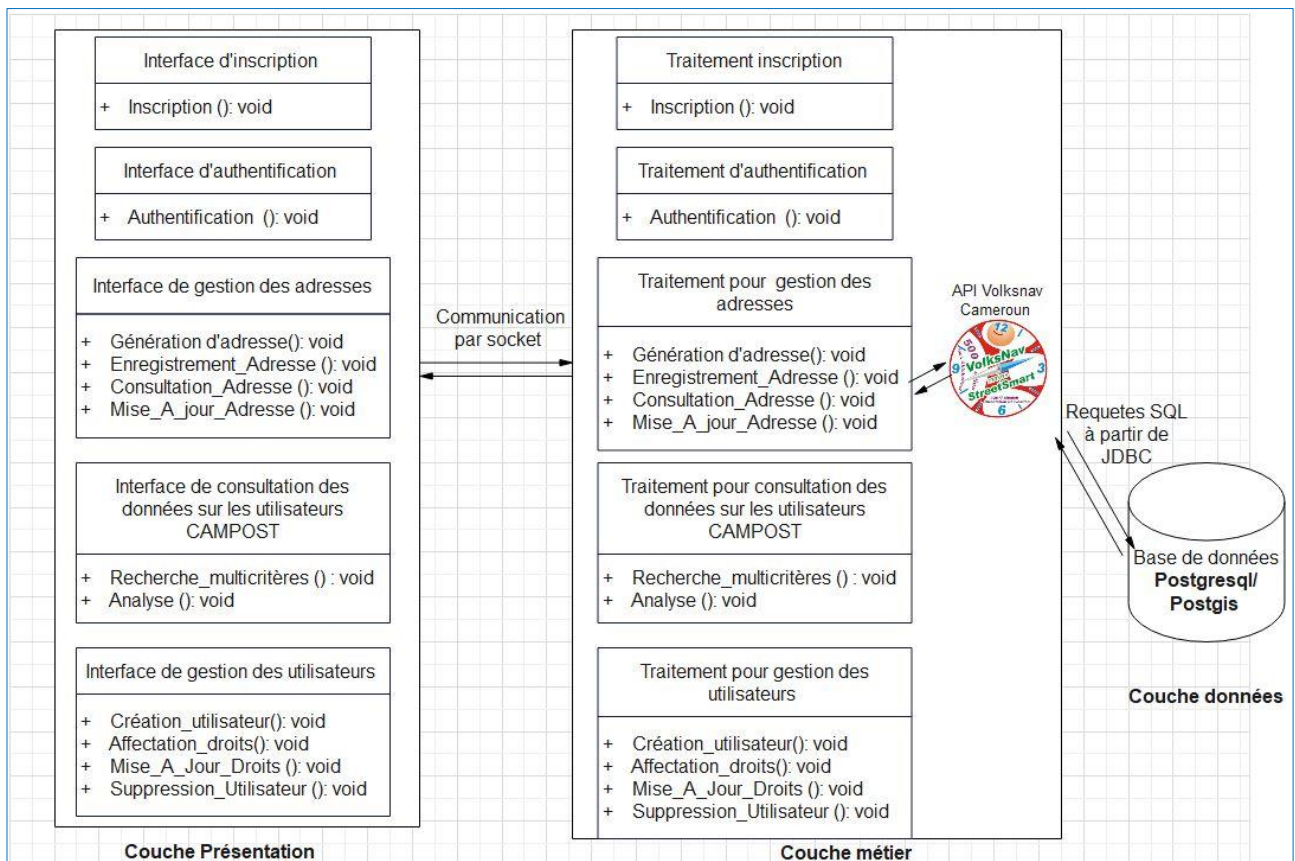 Interface d'inscription
+ Inscription (): void
Interface d'authentification
+ Authentification (): void
Interface de gestion des adresses
+ Génération d'adresse(): void
+ Enregistrement_Adresse (): void
+ Consultation_Adresse (): void
+ Mise_A_jour_Adresse (): void
Interface de consultation des
données sur les utilisateurs
CAMPOST
+ Recherche_multicritères () : void
+ Analyse (): void
Interface de gestion des utilisateurs
+ Création_utilisateur(): void
+ Affectation_droits(): void
+ Mise_A_Jour_Droits (): void
+ Suppression_Utilisateur (): void
Couche Présentation
Communication
par socket
Traitement inscription
+ Inscription (): void
Traitement d'authentification
+ Authentification (): void
Traitement pour gestion des
adresses
+ Génération d'adresse(): void
+ Enregistrement_Adresse (): void
+ Consultation_Adresse (): void
+ Mise_A_jour_Adresse (): void
Traitement pour consultation des
données sur les utilisateurs
CAMPOST
+ Recherche_multicritères () : void
+ Analyse (): void
Traitement pour gestion des
utilisateurs
+ Création_utilisateur(): void
+ Affectation_droits(): void
+ Mise_A_Jour_Droits (): void
+ Suppression_Utilisateur (): void
Couche métier
API Volksnav
Cameroun
12
500
VolksNav
9
3
StreetSmart
6
Requetes SQL
à partir de
JDBC
Base de données
Postgresql/
Postgis
Couche données